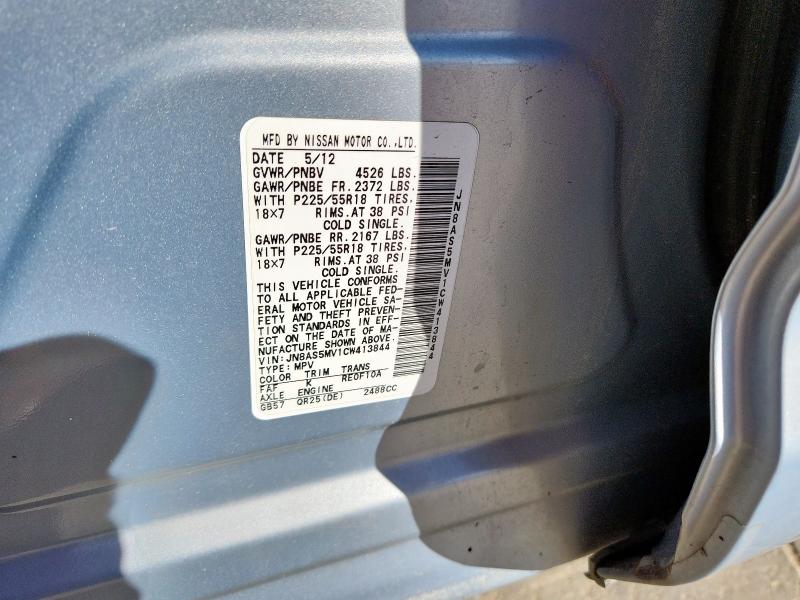 MFD BY NISSAN MOTOR CO.,LTD.
DATE 5/12
GVWR/PNBV 4526 LBS.
GAWR/PNBE FR. 2372 LBS.
WITH P225/55R18 TIRES.
18×7 RIMS.AT 38 PSI
COLD SINGLE.
GAWR/PNBE RR. 2167 LBS.
WITH P225/55R18 TIRES.
18×7 RIMS.AT 38 PSI
COLD SINGLE.
THIS VEHICLE CONFORMS
TO ALL APPLICABLE FED-
ERAL MOTOR VEHICLE SA-
FETY AND THEFT PREVEN-
TION STANDARDS IN EFF-
ECT ON THE DATE OF MA-
NUFACTURE SHOWN ABOVE.
VIN: JN8AS5MV1CW413844
TYPE: MPV
COLOR TRIM TRANS
FAF K RE0F10A
AXLE ENGINE
GB57 QR25(DE) 2488CC
JN8AS5MV1CW413844